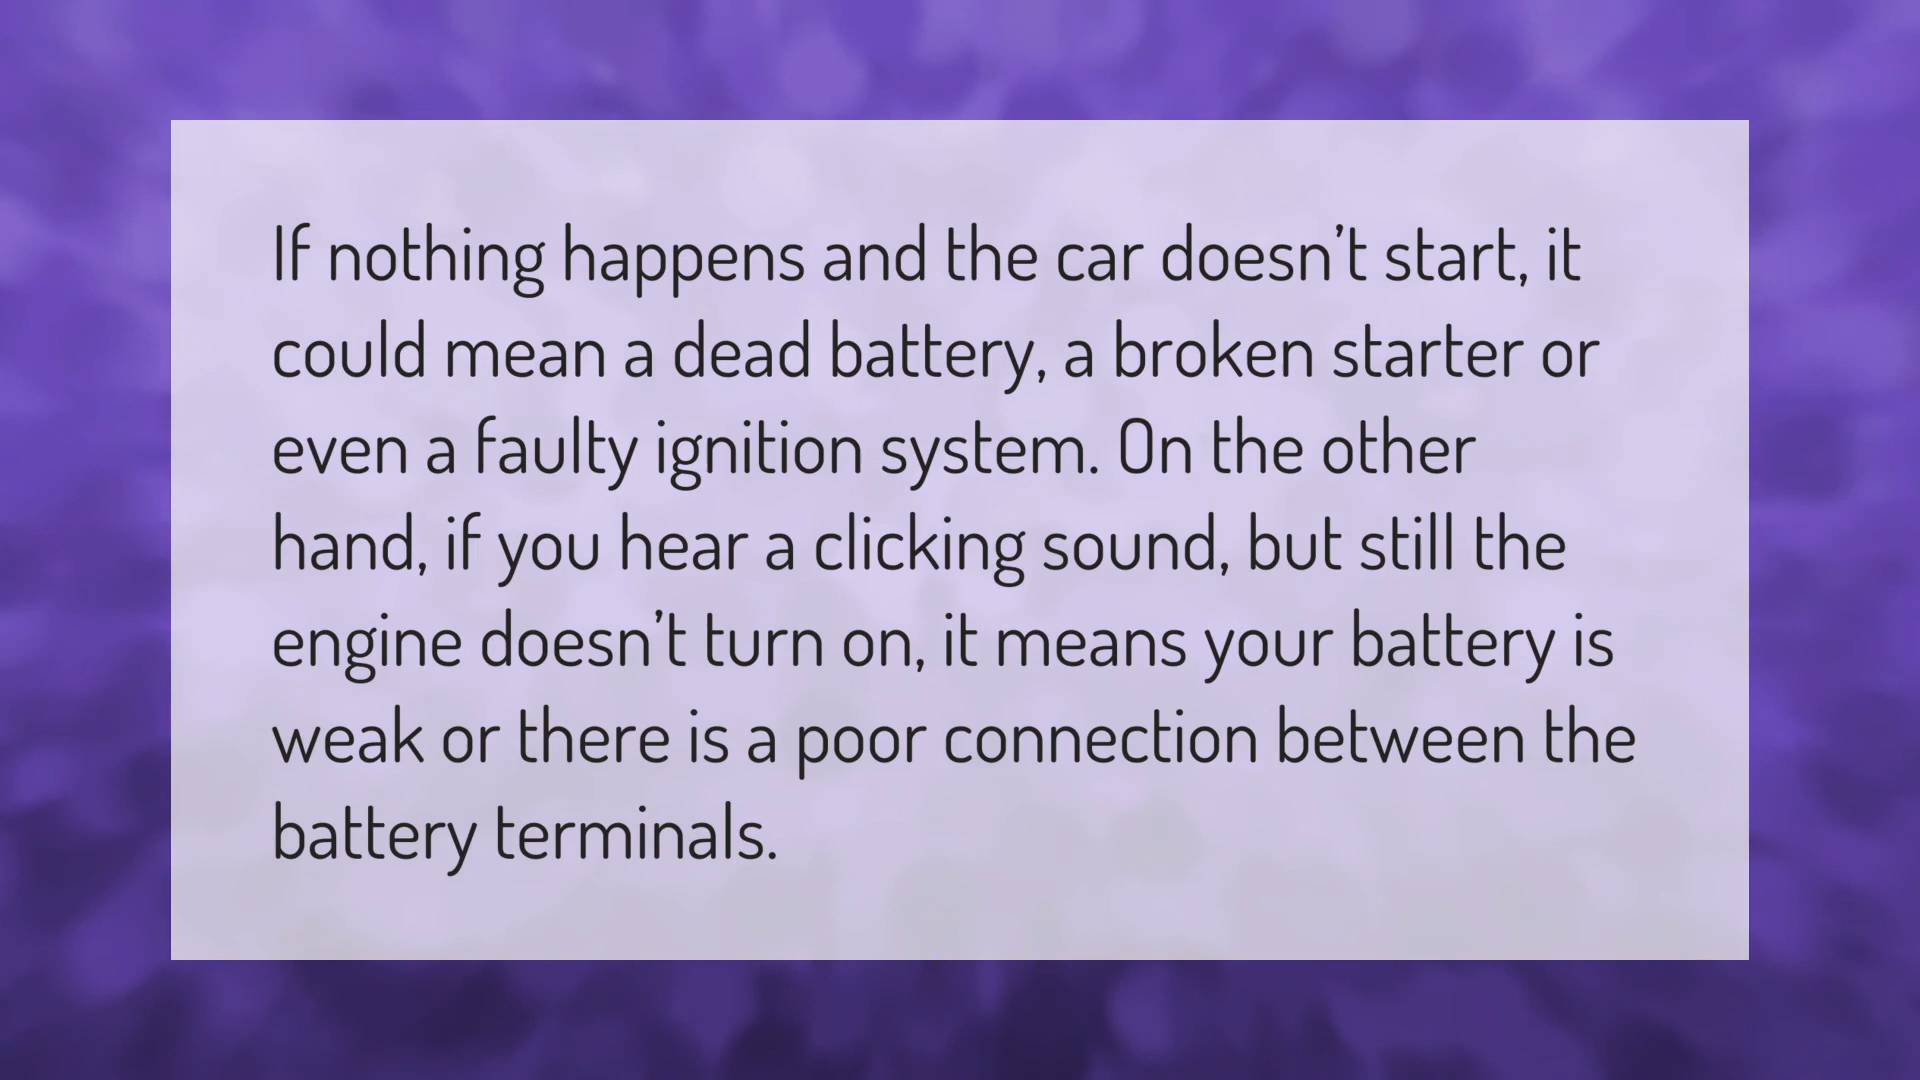 If nothing happens and the car doesn’t start, it
could mean a dead battery, a broken starter or
even a faulty ignition system. On the other
hand, if you hear a clicking sound, but still the
engine doesn’t turn on, it means your battery is
weak or there is a poor connection between the
battery terminals.